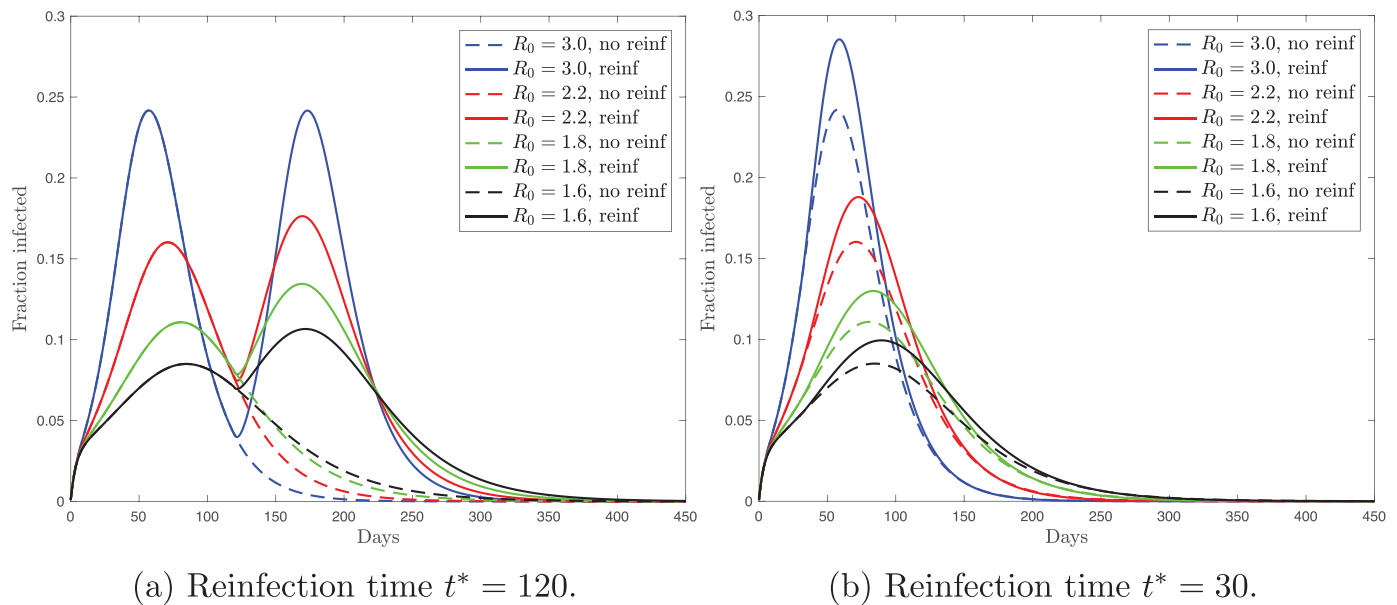 0.3
0.25
0.2
0.15
0.1
0.05
0
Fraction infected
0 50 100 150 200 250 300 350 400 450
Days
R₀ = 3.0, no reinf
R₀ = 3.0, reinf
R₀ = 2.2, no reinf
R₀ = 2.2, reinf
R₀ = 1.8, no reinf
R₀ = 1.8, reinf
R₀ = 1.6, no reinf
R₀ = 1.6, reinf
(a) Reinfection time t* = 120.
0.3
0.25
0.2
0.15
0.1
0.05
0
Fraction infected
0 50 100 150 200 250 300 350 400 450
Days
R₀ = 3.0, no reinf
R₀ = 3.0, reinf
R₀ = 2.2, no reinf
R₀ = 2.2, reinf
R₀ = 1.8, no reinf
R₀ = 1.8, reinf
R₀ = 1.6, no reinf
R₀ = 1.6, reinf
(b) Reinfection time t* = 30.